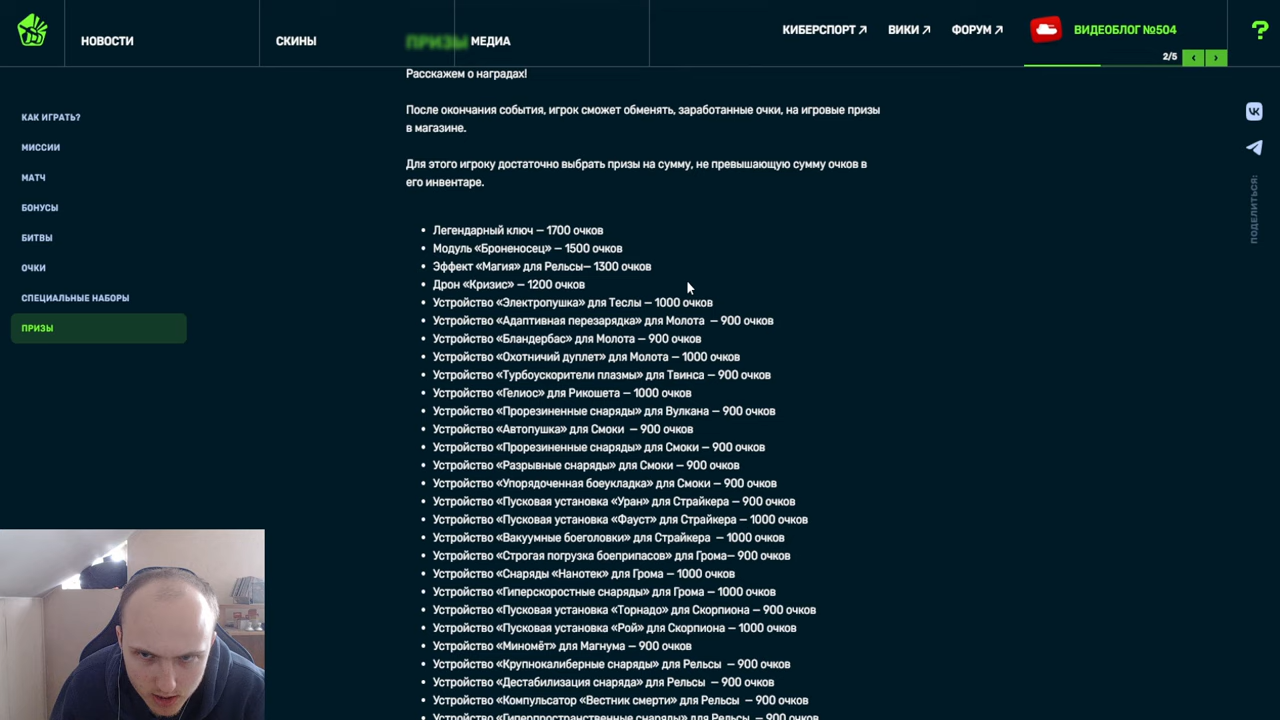 НОВОСТИ
СКИНЫ
ПРИЗЫ МЕДИА
КИБЕРСПОРТ
ВИКИ
ФОРУМ
ВИДЕОБЛОГ №504
?
2/5
КАК ИГРАТЬ?
МИССИИ
МАТЧ
БОНУСЫ
БИТВЫ
ОЧКИ
СПЕЦИАЛЬНЫЕ НАБОРЫ
ПРИЗЫ
Расскажем о наградах!
После окончания события, игрок сможет обменять, заработанные очки, на игровые призы
в магазине.
Для этого игроку достаточно выбрать призы на сумму, не превышающую сумму очков в
его инвентаре.
• Легендарный ключ — 1700 очков
• Модуль «Броненосец» — 1500 очков
• Эффект «Магия» для Рельсы— 1300 очков
• Дрон «Кризис» — 1200 очков
• Устройство «Электропушка» для Теслы — 1000 очков
• Устройство «Адаптивная перезарядка» для Молота — 900 очков
• Устройство «Бландербас» для Молота — 900 очков
• Устройство «Охотничий дуплет» для Молота — 1000 очков
• Устройство «Турбоускорители плазмы» для Твинса — 900 очков
• Устройство «Гелиос» для Рикошета — 1000 очков
• Устройство «Прорезиненные снаряды» для Вулкана — 900 очков
• Устройство «Автопушка» для Смоки — 900 очков
• Устройство «Прорезиненные снаряды» для Смоки — 900 очков
• Устройство «Разрывные снаряды» для Смоки — 900 очков
• Устройство «Упорядоченная боеукладка» для Смоки — 900 очков
• Устройство «Пусковая установка «Уран» для Страйкера — 900 очков
• Устройство «Пусковая установка «Фауст» для Страйкера — 1000 очков
• Устройство «Вакуумные боеголовки» для Страйкера — 1000 очков
• Устройство «Строгая погрузка боеприпасов» для Грома— 900 очков
• Устройство «Снаряды «Нанотек» для Грома — 1000 очков
• Устройство «Гиперскоростные снаряды» для Грома — 1000 очков
• Устройство «Пусковая установка «Торнадо» для Скорпиона — 900 очков
• Устройство «Пусковая установка «Рой» для Скорпиона — 1000 очков
• Устройство «Миномёт» для Магнума — 900 очков
• Устройство «Крупнокалиберные снаряды» для Рельсы — 900 очков
• Устройство «Дестабилизация снаряда» для Рельсы — 900 очков
• Устройство «Компульсатор «Вестник смерти» для Рельсы — 900 очков
• Устройство «Гиперпространственные снаряды» для Рельсы — 900 очков
ПОДЕЛИТЬСЯ: